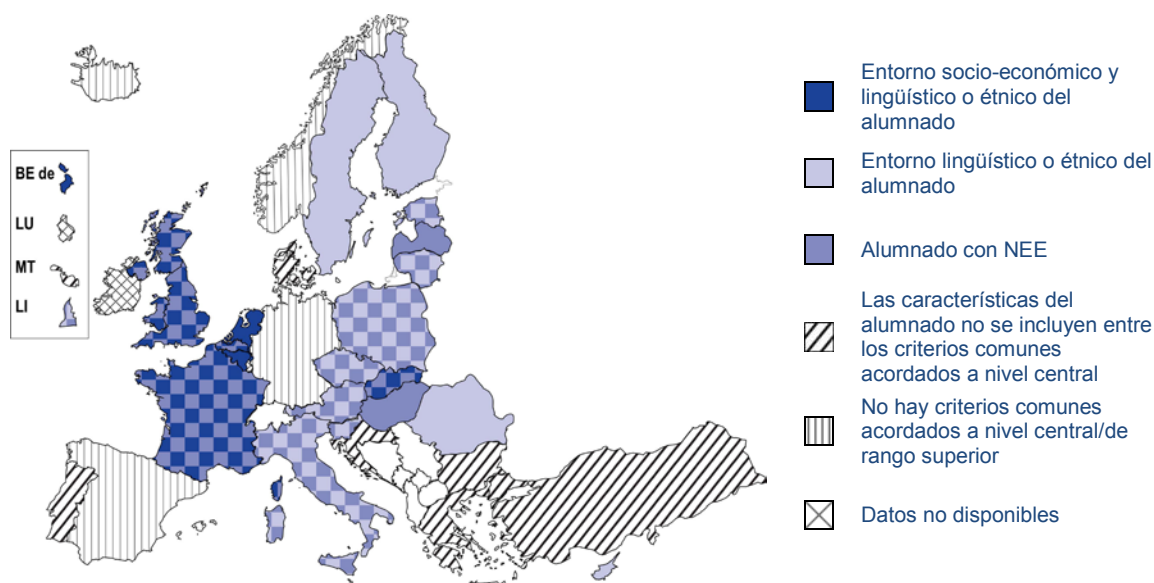 BE de
LU
MT
LI
Entorno socio-económico y
lingüístico o étnico del
alumnado
Entorno lingüístico o étnico del
alumnado
Alumnado con NEE
Las características del
alumnado no se incluyen entre
los criterios comunes
acordados a nivel central
No hay criterios comunes
acordados a nivel central/de
rango superior
Datos no disponibles